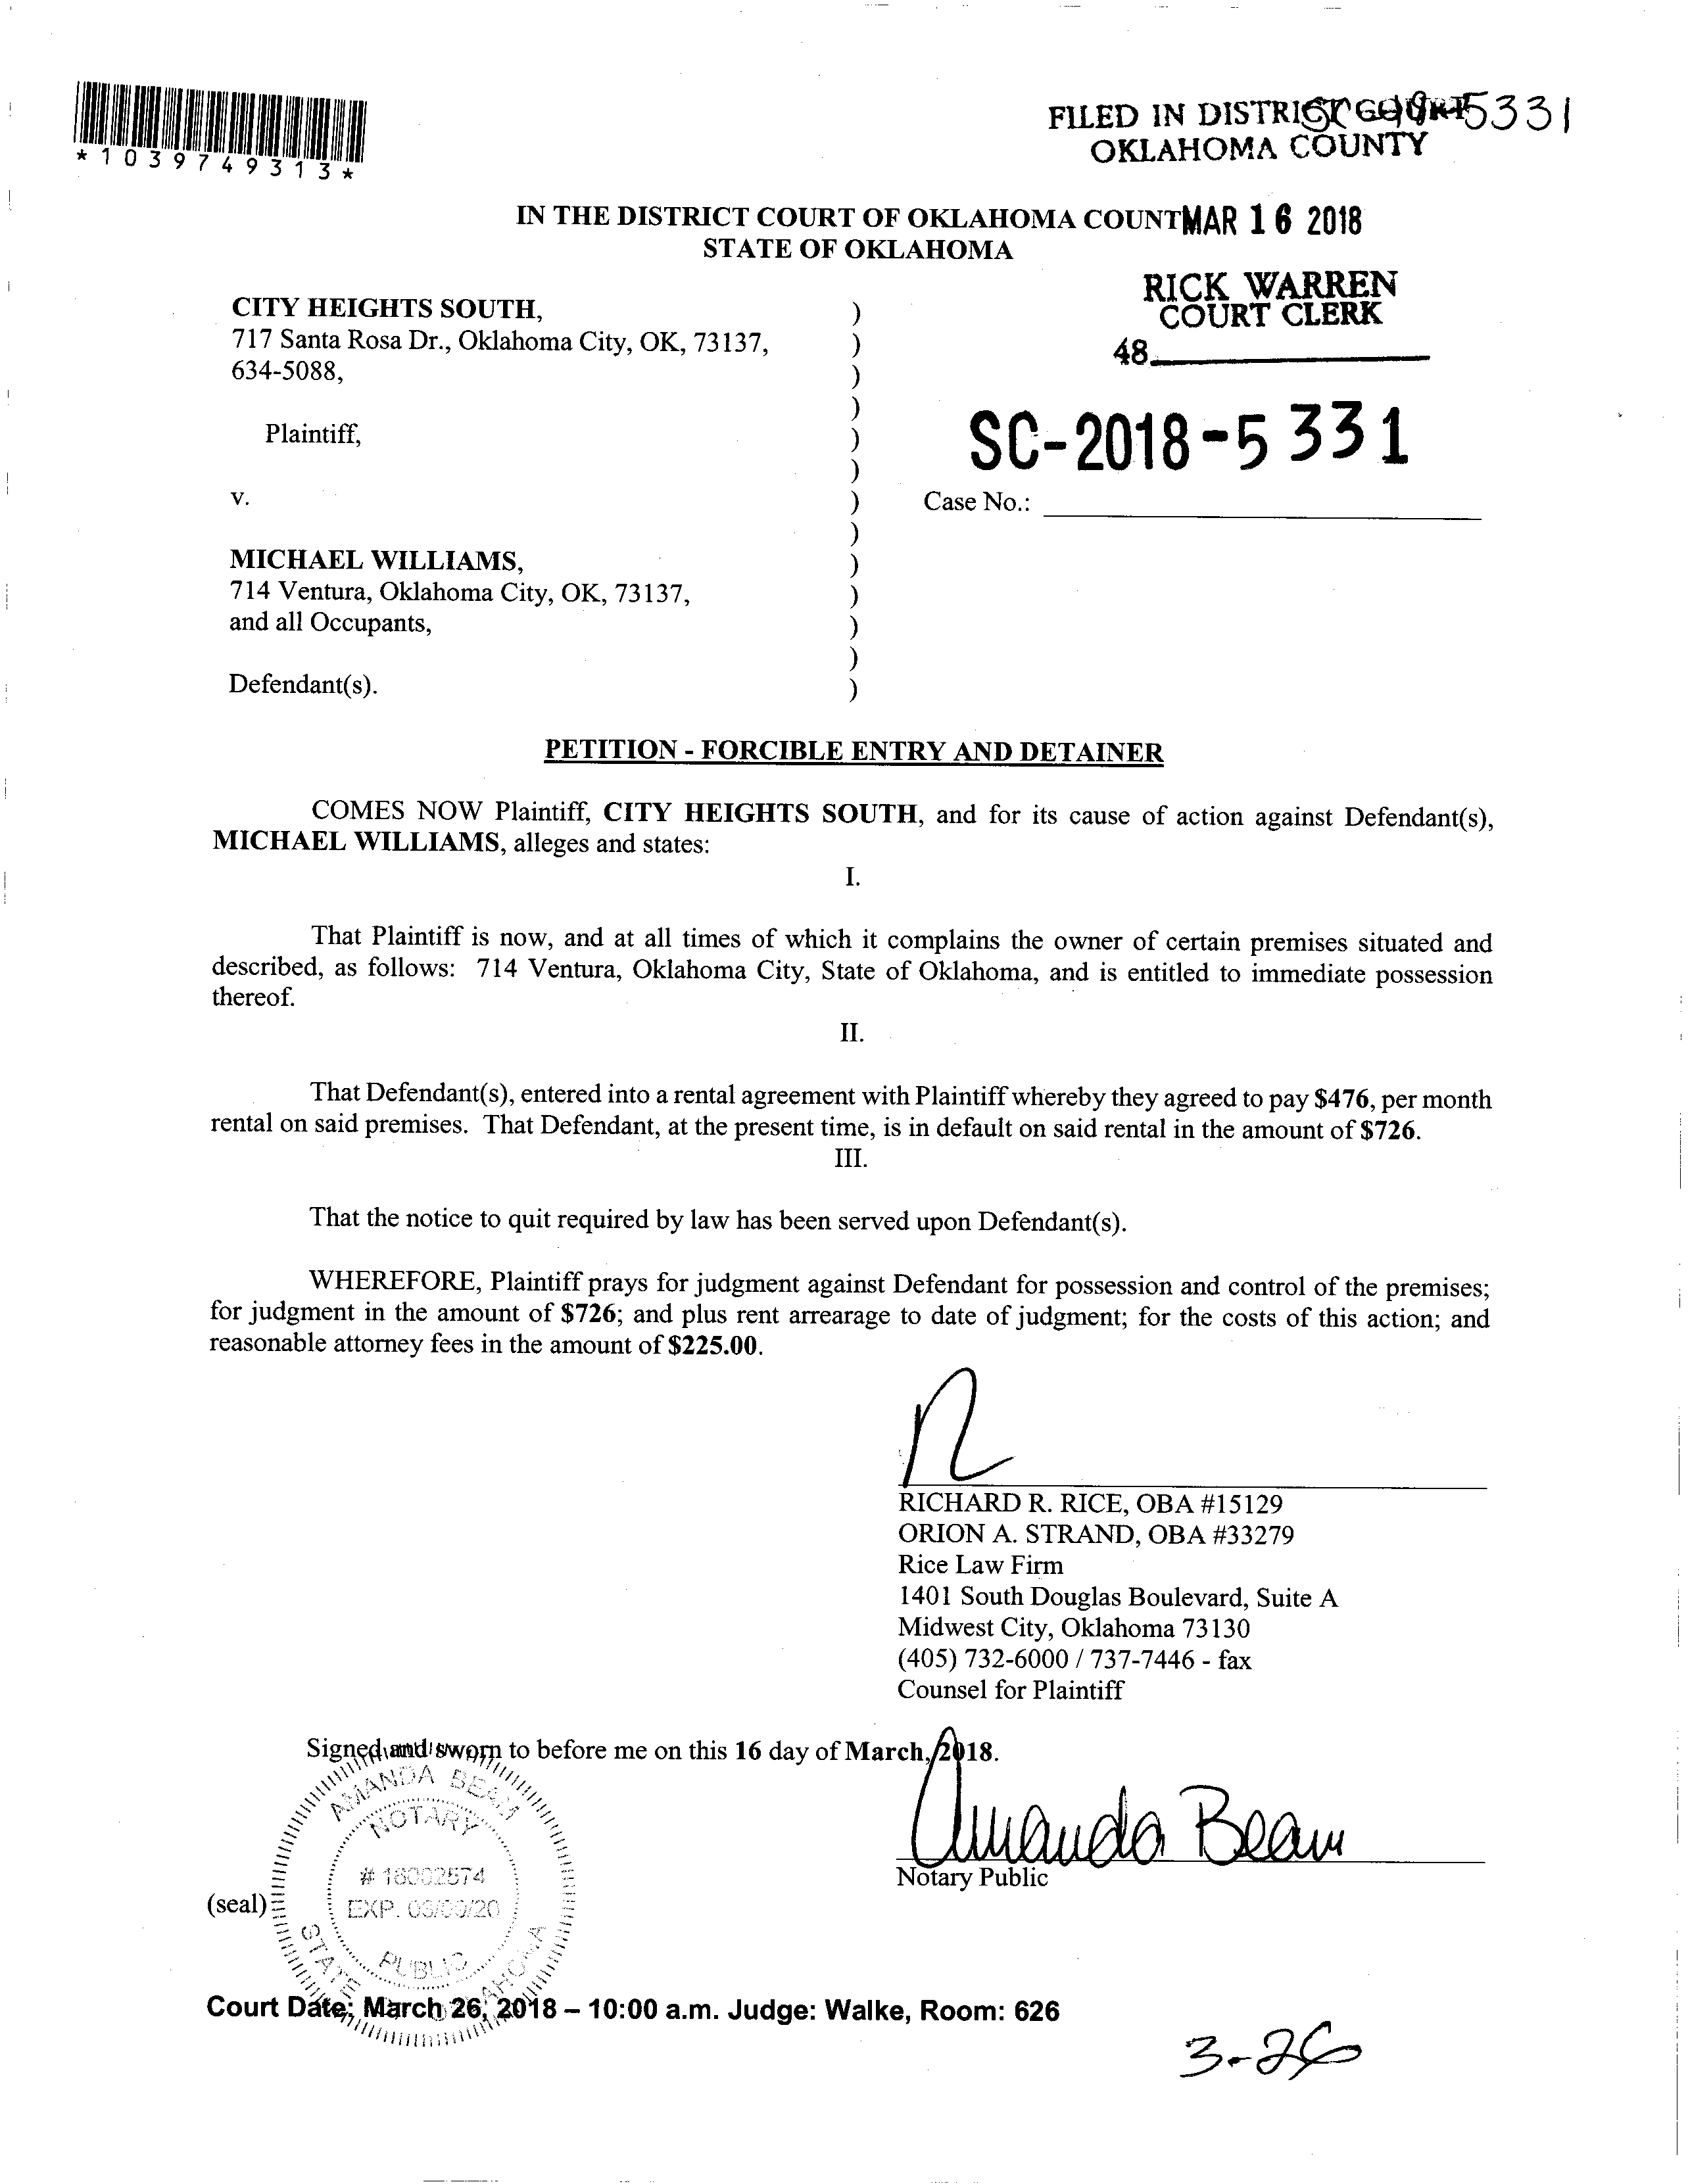 *1039749313*
FILED IN DISTRICT COURT
OKLAHOMA COUNTY
5331
IN THE DISTRICT COURT OF OKLAHOMA COUNT
MAR 16 2018
STATE OF OKLAHOMA
RICK WARREN
COURT CLERK
48
CITY HEIGHTS SOUTH, )
717 Santa Rosa Dr., Oklahoma City, OK, 73137, )
634-5088, )
)
Plaintiff, )
SC-2018-5331
)
v. ) Case No.:
)
MICHAEL WILLIAMS, )
714 Ventura, Oklahoma City, OK, 73137, )
and all Occupants, )
)
Defendant(s). )
PETITION - FORCIBLE ENTRY AND DETAINER
COMES NOW Plaintiff, CITY HEIGHTS SOUTH, and for its cause of action against Defendant(s),
MICHAEL WILLIAMS, alleges and states:
I.
That Plaintiff is now, and at all times of which it complains the owner of certain premises situated and
described, as follows: 714 Ventura, Oklahoma City, State of Oklahoma, and is entitled to immediate possession
thereof.
II.
That Defendant(s), entered into a rental agreement with Plaintiff whereby they agreed to pay $476, per month
rental on said premises. That Defendant, at the present time, is in default on said rental in the amount of $726.
III.
That the notice to quit required by law has been served upon Defendant(s).
WHEREFORE, Plaintiff prays for judgment against Defendant for possession and control of the premises;
for judgment in the amount of $726; and plus rent arrearage to date of judgment; for the costs of this action; and
reasonable attorney fees in the amount of $225.00.
RICHARD R. RICE, OBA #15129
ORION A. STRAND, OBA #33279
Rice Law Firm
1401 South Douglas Boulevard, Suite A
Midwest City, Oklahoma 73130
(405) 732-6000 / 737-7446 - fax
Counsel for Plaintiff
Signed and sworn to before me on this 16 day of March, 2018.
Amanda Beam
Notary Public
(seal)
AMANDA BEAM
NOTARY
EXP.
PUBLIC
STATE OKLAHOMA
Court Date: March 26, 2018 – 10:00 a.m. Judge: Walke, Room: 626
3-26